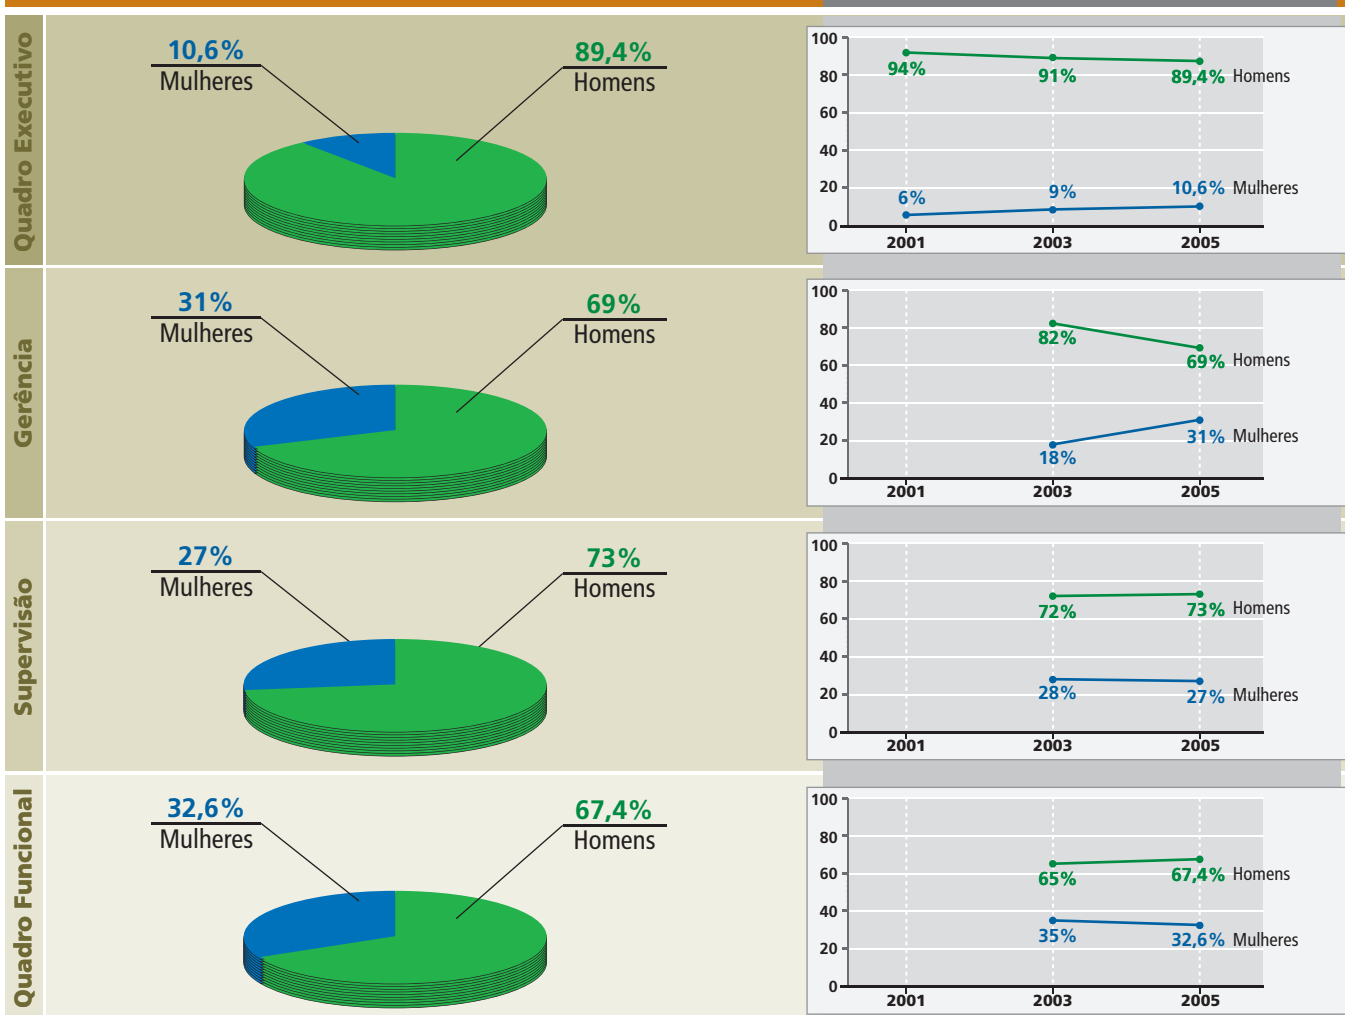 Quadro Executivo
10,6%
Mulheres
89,4%
Homens
100
80
60
40
20
0
94%
91%
89,4% Homens
6%
9%
10,6% Mulheres
2001 2003 2005
Gerência
31%
Mulheres
69%
Homens
100
80
60
40
20
0
82%
69% Homens
18%
31% Mulheres
2001 2003 2005
Supervisão
27%
Mulheres
73%
Homens
100
80
60
40
20
0
72%
73% Homens
28%
27% Mulheres
2001 2003 2005
Quadro Funcional
32,6%
Mulheres
67,4%
Homens
100
80
60
40
20
0
65%
67,4% Homens
35%
32,6% Mulheres
2001 2003 2005